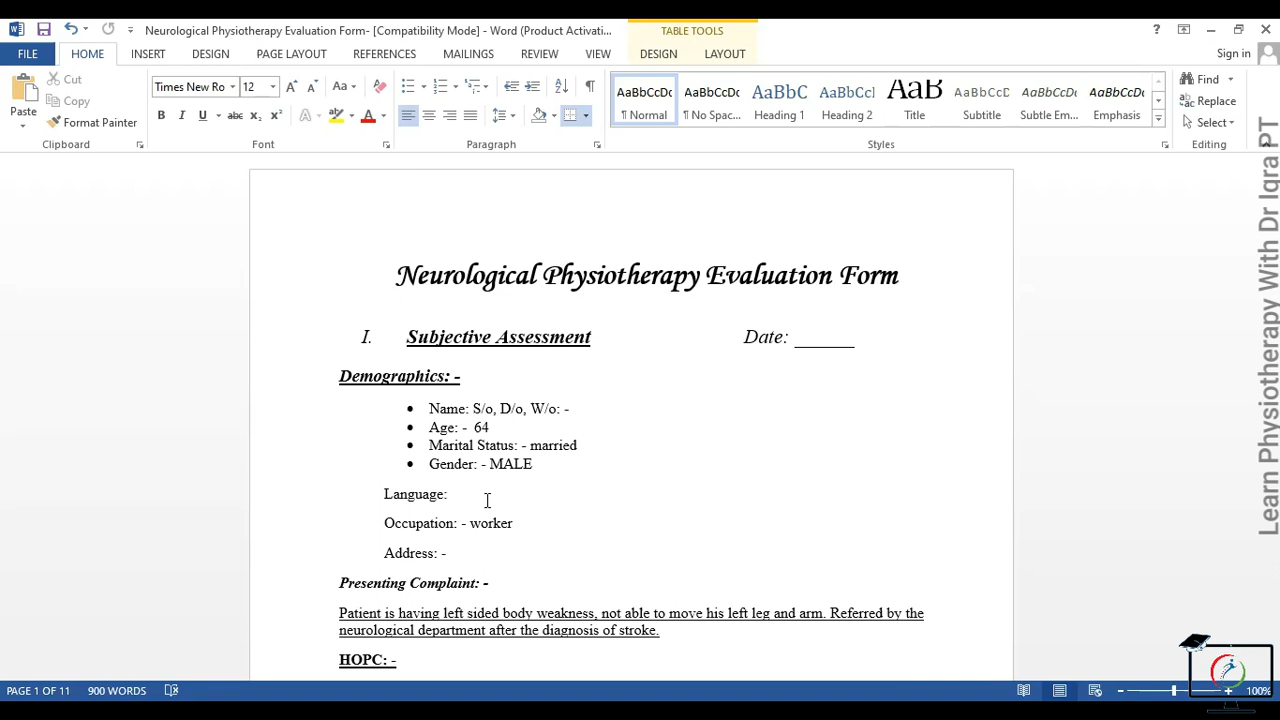 Neurological Physiotherapy Evaluation Form- [Compatibility Mode] - Word (Product Activati...
TABLE TOOLS
?
FILE HOME INSERT DESIGN PAGE LAYOUT REFERENCES MAILINGS REVIEW VIEW DESIGN LAYOUT
Sign in
Paste
Cut
Copy
Format Painter
Clipboard
Times New Ro 12
B I U abc x₂ x²
Font
Paragraph
AaBbCcDc AaBbCcDc AaBbC AaBbCcI AaB AaBbCcD AaBbCcDc AaBbCcDc
¶ Normal ¶ No Spac... Heading 1 Heading 2 Title Subtitle Subtle Em... Emphasis
Styles
Find
Replace
Select
Editing
Neurological Physiotherapy Evaluation Form
I. Subjective Assessment Date: ______
Demographics: -
• Name: S/o, D/o, W/o: -
• Age: - 64
• Marital Status: - married
• Gender: - MALE
Language:
Occupation: - worker
Address: -
Presenting Complaint: -
Patient is having left sided body weakness, not able to move his left leg and arm. Referred by the
neurological department after the diagnosis of stroke.
HOPC: -
Learn Physiotherapy With Dr Iqra PT
PAGE 1 OF 11 900 WORDS
100%